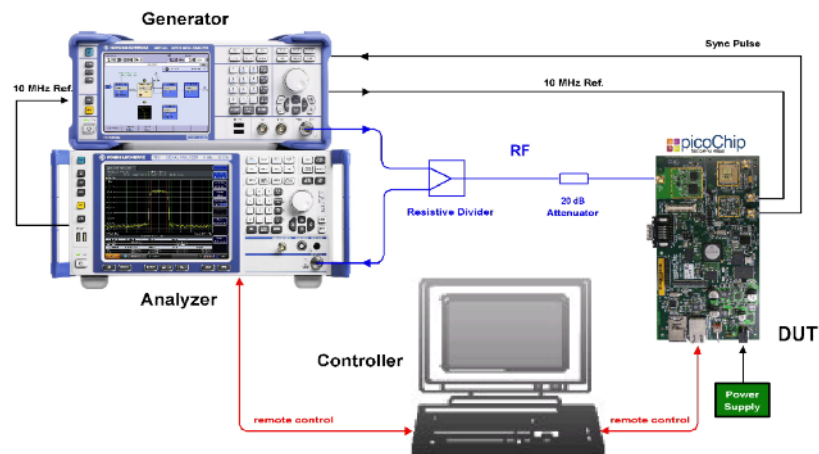 Generator
Sync Pulse
10 MHz Ref.
10 MHz Ref.
RF
picoChip
Resistive Divider
20 dB
Attenuator
Analyzer
DUT
Controller
Power
Supply
remote control
remote control